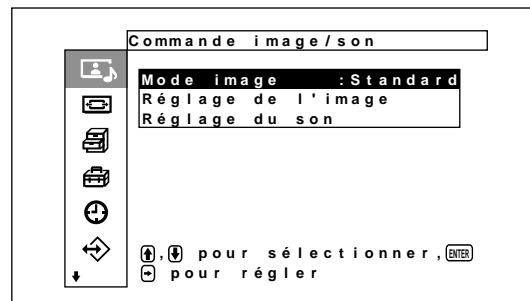 Commande image/son
Mode image :Standard
Réglage de l'image
Réglage du son
, pour sélectionner, ENTER
pour régler